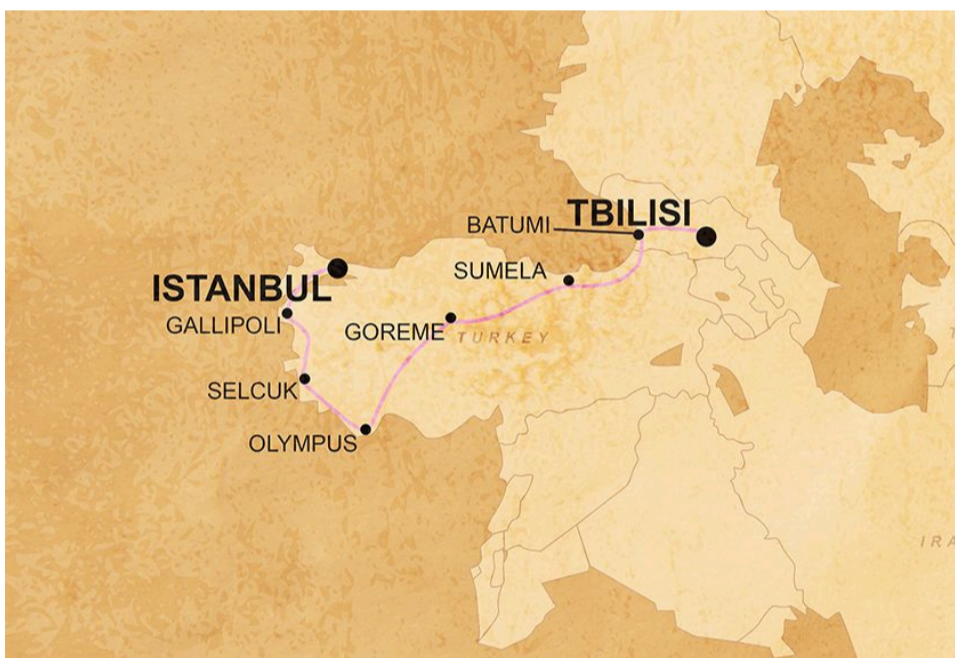 BATUMI
TBILISI
SUMELA
ISTANBUL
GALLIPOLI
GOREME
TURKEY
SELCUK
OLYMPUS